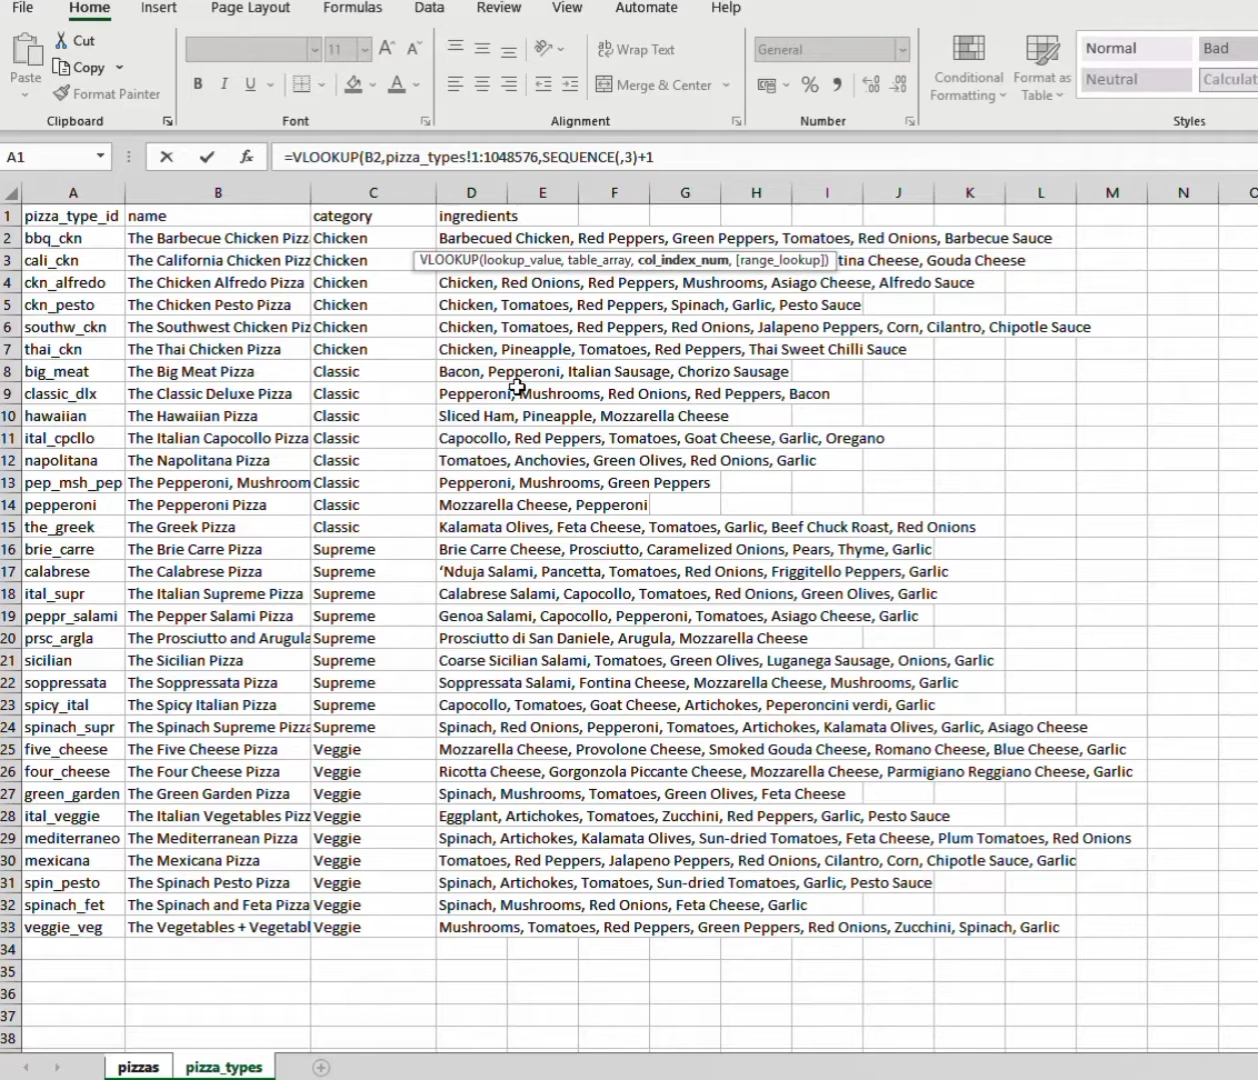 File Home Insert Page Layout Formulas Data Review View Automate Help
Cut
Copy
Format Painter
Paste
Clipboard
11 A A
B I U A
Font
ab Wrap Text
Merge & Center
Alignment
General
% 9
Number
Conditional Formatting
Format as Table
Normal Bad
Neutral Calculat
Styles
A1 fx =VLOOKUP(B2,pizza_types!1:1048576,SEQUENCE(,3)+1
A B C D E F G H I J K L M N
1 pizza_type_id name category ingredients
2 bbq_ckn The Barbecue Chicken Pizz Chicken Barbecued Chicken, Red Peppers, Green Peppers, Tomatoes, Red Onions, Barbecue Sauce
3 cali_ckn The California Chicken Pizz Chicken VLOOKUP(lookup_value, table_array, col_index_num, [range_lookup]) tina Cheese, Gouda Cheese
4 ckn_alfredo The Chicken Alfredo Pizza Chicken Chicken, Red Onions, Red Peppers, Mushrooms, Asiago Cheese, Alfredo Sauce
5 ckn_pesto The Chicken Pesto Pizza Chicken Chicken, Tomatoes, Red Peppers, Spinach, Garlic, Pesto Sauce
6 southw_ckn The Southwest Chicken Piz Chicken Chicken, Tomatoes, Red Peppers, Red Onions, Jalapeno Peppers, Corn, Cilantro, Chipotle Sauce
7 thai_ckn The Thai Chicken Pizza Chicken Chicken, Pineapple, Tomatoes, Red Peppers, Thai Sweet Chilli Sauce
8 big_meat The Big Meat Pizza Classic Bacon, Pepperoni, Italian Sausage, Chorizo Sausage
9 classic_dlx The Classic Deluxe Pizza Classic Pepperoni, Mushrooms, Red Onions, Red Peppers, Bacon
10 hawaiian The Hawaiian Pizza Classic Sliced Ham, Pineapple, Mozzarella Cheese
11 ital_cpcllo The Italian Capocollo Pizza Classic Capocollo, Red Peppers, Tomatoes, Goat Cheese, Garlic, Oregano
12 napolitana The Napolitana Pizza Classic Tomatoes, Anchovies, Green Olives, Red Onions, Garlic
13 pep_msh_pep The Pepperoni, Mushroom Classic Pepperoni, Mushrooms, Green Peppers
14 pepperoni The Pepperoni Pizza Classic Mozzarella Cheese, Pepperoni
15 the_greek The Greek Pizza Classic Kalamata Olives, Feta Cheese, Tomatoes, Garlic, Beef Chuck Roast, Red Onions
16 brie_carre The Brie Carre Pizza Supreme Brie Carre Cheese, Prosciutto, Caramelized Onions, Pears, Thyme, Garlic
17 calabrese The Calabrese Pizza Supreme ‘Nduja Salami, Pancetta, Tomatoes, Red Onions, Friggitello Peppers, Garlic
18 ital_supr The Italian Supreme Pizza Supreme Calabrese Salami, Capocollo, Tomatoes, Red Onions, Green Olives, Garlic
19 peppr_salami The Pepper Salami Pizza Supreme Genoa Salami, Capocollo, Pepperoni, Tomatoes, Asiago Cheese, Garlic
20 prsc_argla The Prosciutto and Arugula Supreme Prosciutto di San Daniele, Arugula, Mozzarella Cheese
21 sicilian The Sicilian Pizza Supreme Coarse Sicilian Salami, Tomatoes, Green Olives, Luganega Sausage, Onions, Garlic
22 soppressata The Soppressata Pizza Supreme Soppressata Salami, Fontina Cheese, Mozzarella Cheese, Mushrooms, Garlic
23 spicy_ital The Spicy Italian Pizza Supreme Capocollo, Tomatoes, Goat Cheese, Artichokes, Peperoncini verdi, Garlic
24 spinach_supr The Spinach Supreme Pizza Supreme Spinach, Red Onions, Pepperoni, Tomatoes, Artichokes, Kalamata Olives, Garlic, Asiago Cheese
25 five_cheese The Five Cheese Pizza Veggie Mozzarella Cheese, Provolone Cheese, Smoked Gouda Cheese, Romano Cheese, Blue Cheese, Garlic
26 four_cheese The Four Cheese Pizza Veggie Ricotta Cheese, Gorgonzola Piccante Cheese, Mozzarella Cheese, Parmigiano Reggiano Cheese, Garlic
27 green_garden The Green Garden Pizza Veggie Spinach, Mushrooms, Tomatoes, Green Olives, Feta Cheese
28 ital_veggie The Italian Vegetables Pizz Veggie Eggplant, Artichokes, Tomatoes, Zucchini, Red Peppers, Garlic, Pesto Sauce
29 mediterraneo The Mediterranean Pizza Veggie Spinach, Artichokes, Kalamata Olives, Sun-dried Tomatoes, Feta Cheese, Plum Tomatoes, Red Onions
30 mexicana The Mexicana Pizza Veggie Tomatoes, Red Peppers, Jalapeno Peppers, Red Onions, Cilantro, Corn, Chipotle Sauce, Garlic
31 spin_pesto The Spinach Pesto Pizza Veggie Spinach, Artichokes, Tomatoes, Sun-dried Tomatoes, Garlic, Pesto Sauce
32 spinach_fet The Spinach and Feta Pizza Veggie Spinach, Mushrooms, Red Onions, Feta Cheese, Garlic
33 veggie_veg The Vegetables + Vegetabl Veggie Mushrooms, Tomatoes, Red Peppers, Green Peppers, Red Onions, Zucchini, Spinach, Garlic
34
35
36
37
38
pizzas pizza_types